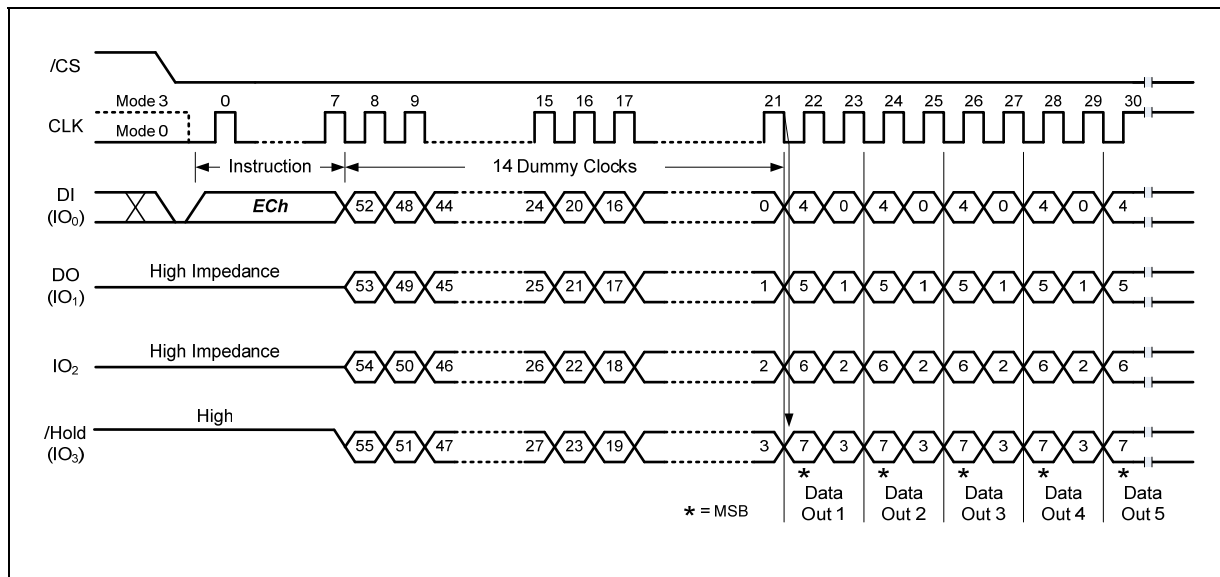 /CS
Mode 3 0 7 8 9 15 16 17 21 22 23 24 25 26 27 28 29 30
CLK
Mode 0
Instruction 14 Dummy Clocks
DI
(IO0) ECh 52 48 44 24 20 16 0 4 0 4 0 4 0 4 0 4
High Impedance
DO
(IO1) 53 49 45 25 21 17 1 5 1 5 1 5 1 5 1 5
High Impedance
IO2 54 50 46 26 22 18 2 6 2 6 2 6 2 6 2 6
High
/Hold
(IO3) 55 51 47 27 23 19 3 7 3 7 3 7 3 7 3 7
* * * * *
* = MSB
Data Data Data Data Data
Out 1 Out 2 Out 3 Out 4 Out 5